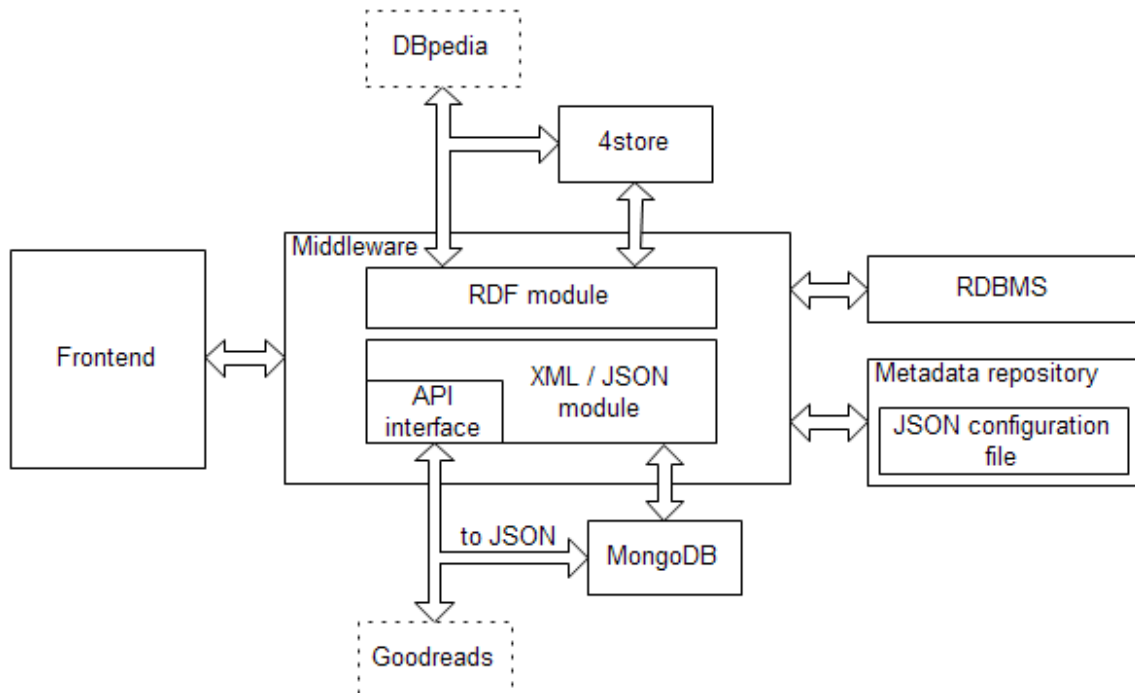 DBpedia
4store
Middleware
RDF module
RDBMS
Frontend
XML / JSON
module
API
interface
Metadata repository
JSON configuration
file
to JSON
MongoDB
Goodreads